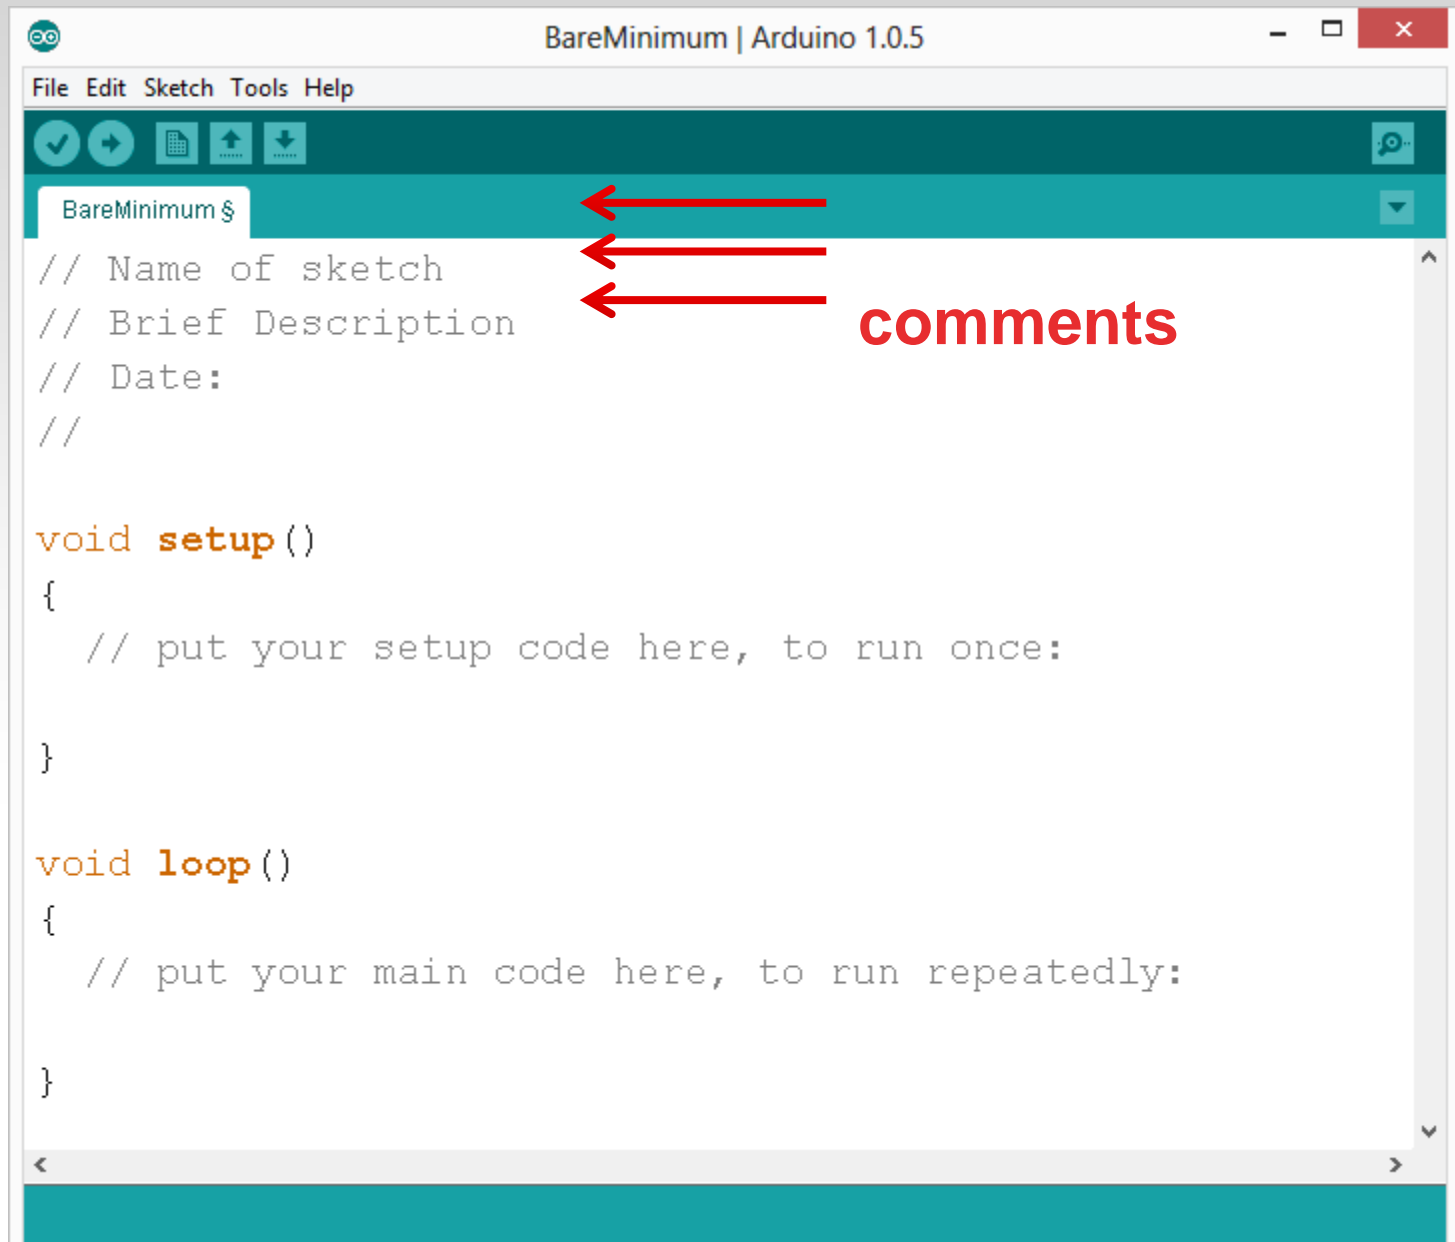 BareMinimum | Arduino 1.0.5
File Edit Sketch Tools Help
BareMinimum §
// Name of sketch
// Brief Description
comments
// Date:
//
void setup()
{
// put your setup code here, to run once:
}
void loop()
{
// put your main code here, to run repeatedly:
}